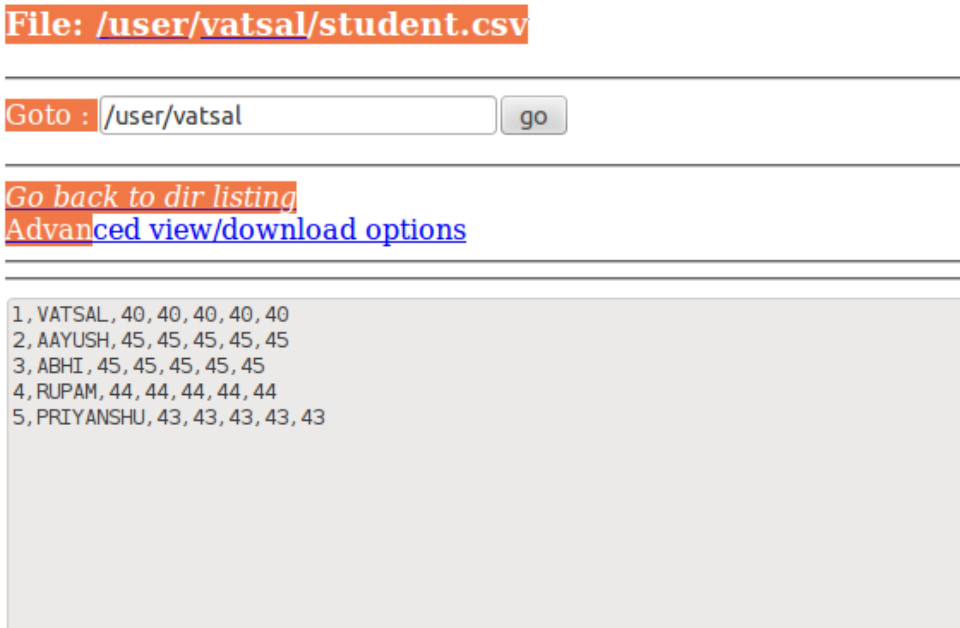 File: /user/vatsal/student.csv
Goto : /user/vatsal go
Go back to dir listing
Advanced view/download options
1,VATSAL,40,40,40,40,40
2,AAYUSH,45,45,45,45,45
3,ABHI,45,45,45,45,45
4,RUPAM,44,44,44,44,44
5,PRIYANSHU,43,43,43,43,43